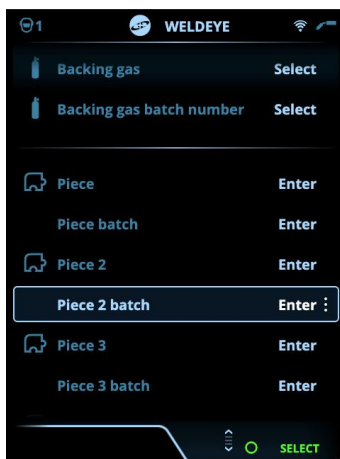 1 WELDEYE
Backing gas Select
Backing gas batch number Select
Piece Enter
Piece batch Enter
Piece 2 Enter
Piece 2 batch Enter
Piece 3 Enter
Piece 3 batch Enter
SELECT